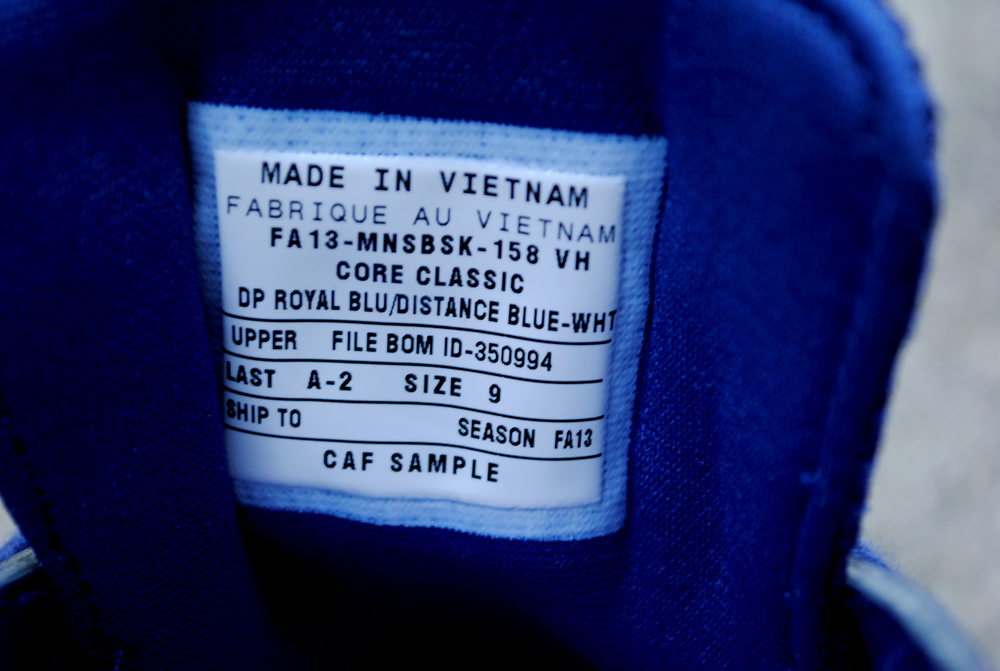 MADE IN VIETNAM
FABRIQUE AU VIETNAM
FA13-MNSBSK-158 VH
CORE CLASSIC
DP ROYAL BLU/DISTANCE BLUE-WHT
UPPER FILE BOM ID-350994
LAST A-2 SIZE 9
SHIP TO SEASON FA13
CAF SAMPLE